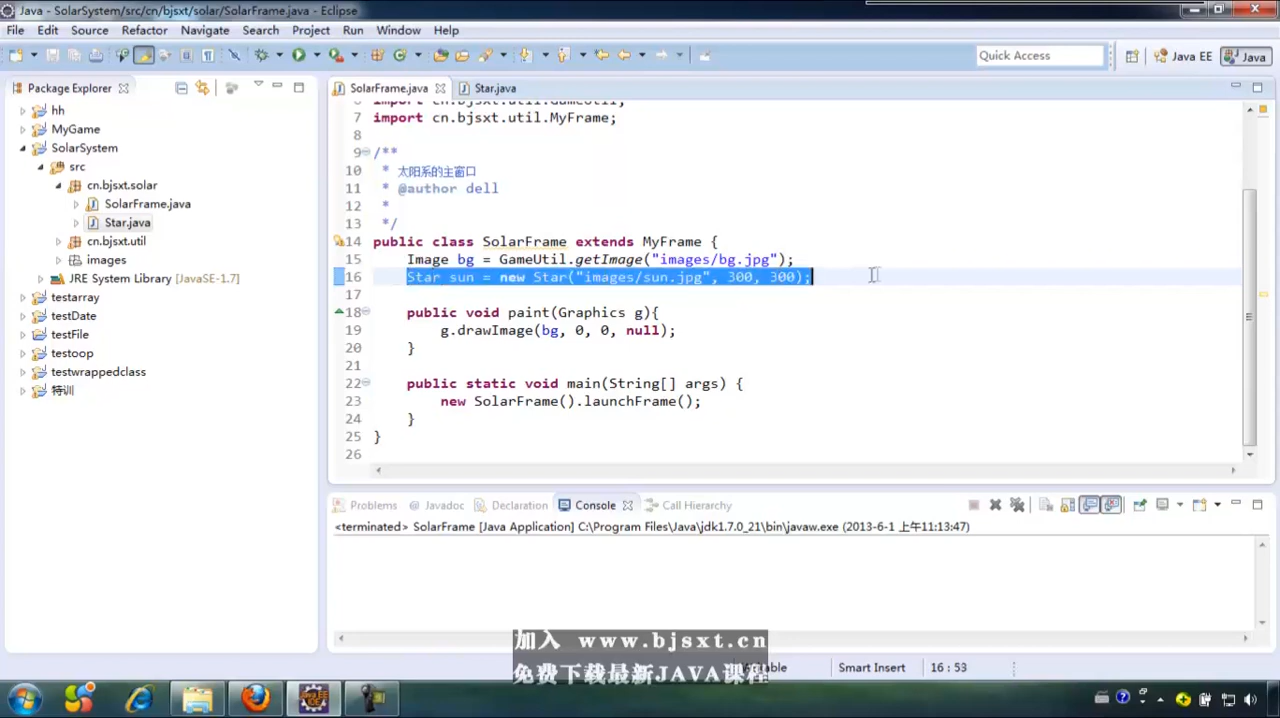 Java - SolarSystem/src/cn/bjsxt/solar/SolarFrame.java - Eclipse
File Edit Source Refactor Navigate Search Project Run Window Help
Quick Access
Java EE
Java
Package Explorer
SolarFrame.java
Star.java
hh
MyGame
SolarSystem
src
cn.bjsxt.solar
SolarFrame.java
Star.java
cn.bjsxt.util
images
JRE System Library [JavaSE-1.7]
testarray
testDate
testFile
testoop
testwrappedclass
特训
6 import cn.bjsxt.util.GameUtil;
7 import cn.bjsxt.util.MyFrame;
8
9 /**
10 * 太阳系的主窗口
11 * @author dell
12 *
13 */
14 public class SolarFrame extends MyFrame {
15 Image bg = GameUtil.getImage("images/bg.jpg");
16 Star sun = new Star("images/sun.jpg", 300, 300);
17
18 public void paint(Graphics g){
19 g.drawImage(bg, 0, 0, null);
20 }
21
22 public static void main(String[] args) {
23 new SolarFrame().launchFrame();
24 }
25 }
26
Problems @ Javadoc Declaration Console Call Hierarchy
<terminated> SolarFrame [Java Application] C:\Program Files\Java\jdk1.7.0_21\bin\javaw.exe (2013-6-1 上午11:13:47)
加入 www.bjsxt.cn
免费下载最新JAVA课程
Smart Insert
16 : 53